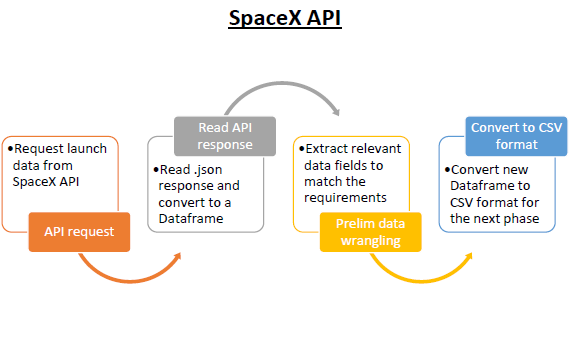 SpaceX API
•Request launch
data from
SpaceX API
API request
Read API
response
•Read .json
response and
convert to a
Dataframe
•Extract relevant
data fields to
match the
requirements
Prelim data
wrangling
Convert to CSV
format
•Convert new
Dataframe to
CSV format for
the next phase